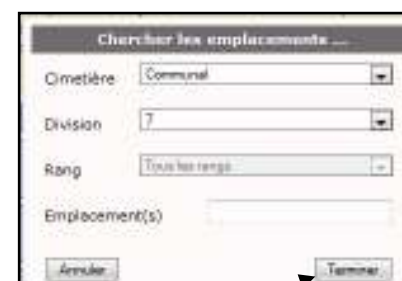 Chercher les emplacements ...
Cimetière Communal
Division 7
Rang Tous les rangs
Emplacement(s)
Annuler Terminer